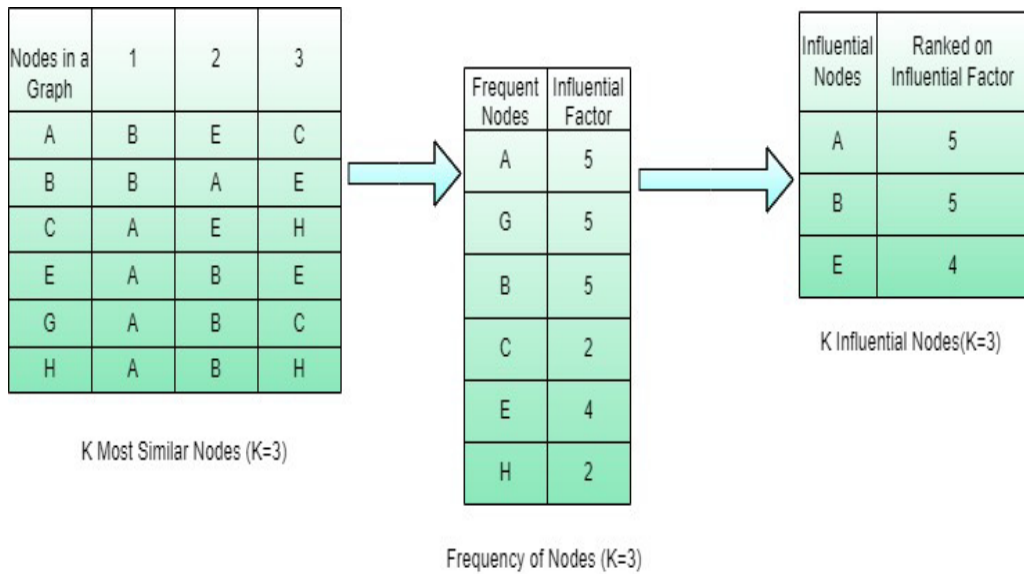 Nodes in a Graph 1 2 3
A B E C
B B A E
C A E H
E A B E
G A B C
H A B H
K Most Similar Nodes (K=3)
Frequent Nodes Influential Factor
A 5
G 5
B 5
C 2
E 4
H 2
Frequency of Nodes (K=3)
Influential Nodes Ranked on Influential Factor
A 5
B 5
E 4
K Influential Nodes(K=3)